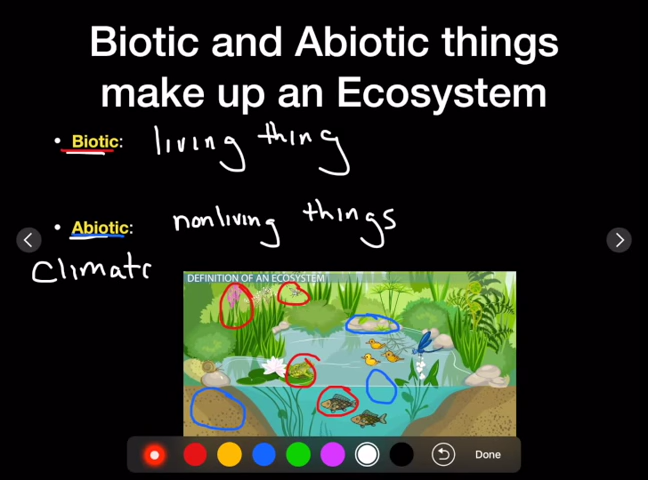 Biotic and Abiotic things
make up an Ecosystem
• Biotic: living thing
• Abiotic: nonliving things
Climate
DEFINITION OF AN ECOSYSTEM
Done